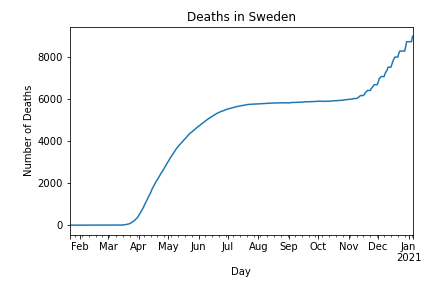 Deaths in Sweden
Number of Deaths
8000
6000
4000
2000
0
Feb Mar Apr May Jun Jul Aug Sep Oct Nov Dec Jan
2021
Day